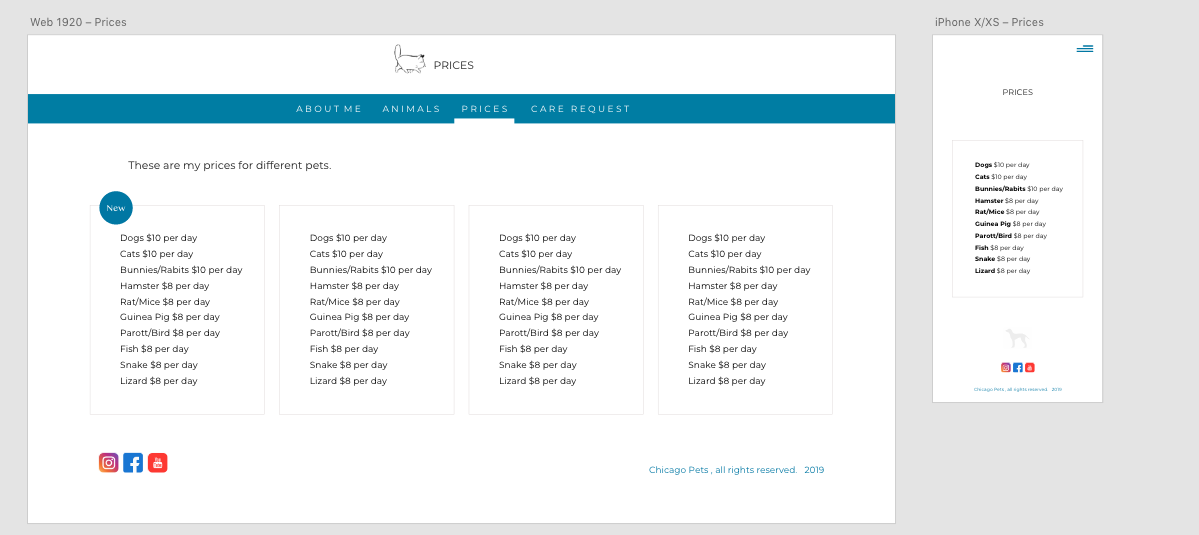 Web 1920 – Prices
PRICES
ABOUT ME ANIMALS PRICES CARE REQUEST
These are my prices for different pets.
New
Dogs $10 per day
Cats $10 per day
Bunnies/Rabits $10 per day
Hamster $8 per day
Rat/Mice $8 per day
Guinea Pig $8 per day
Parott/Bird $8 per day
Fish $8 per day
Snake $8 per day
Lizard $8 per day
Dogs $10 per day
Cats $10 per day
Bunnies/Rabits $10 per day
Hamster $8 per day
Rat/Mice $8 per day
Guinea Pig $8 per day
Parott/Bird $8 per day
Fish $8 per day
Snake $8 per day
Lizard $8 per day
Dogs $10 per day
Cats $10 per day
Bunnies/Rabits $10 per day
Hamster $8 per day
Rat/Mice $8 per day
Guinea Pig $8 per day
Parott/Bird $8 per day
Fish $8 per day
Snake $8 per day
Lizard $8 per day
Dogs $10 per day
Cats $10 per day
Bunnies/Rabits $10 per day
Hamster $8 per day
Rat/Mice $8 per day
Guinea Pig $8 per day
Parott/Bird $8 per day
Fish $8 per day
Snake $8 per day
Lizard $8 per day
You Tube
Chicago Pets , all rights reserved. 2019
iPhone X/XS – Prices
PRICES
Dogs $10 per day
Cats $10 per day
Bunnies/Rabits $10 per day
Hamster $8 per day
Rat/Mice $8 per day
Guinea Pig $8 per day
Parott/Bird $8 per day
Fish $8 per day
Snake $8 per day
Lizard $8 per day
Chicago Pets , all rights reserved. 2019